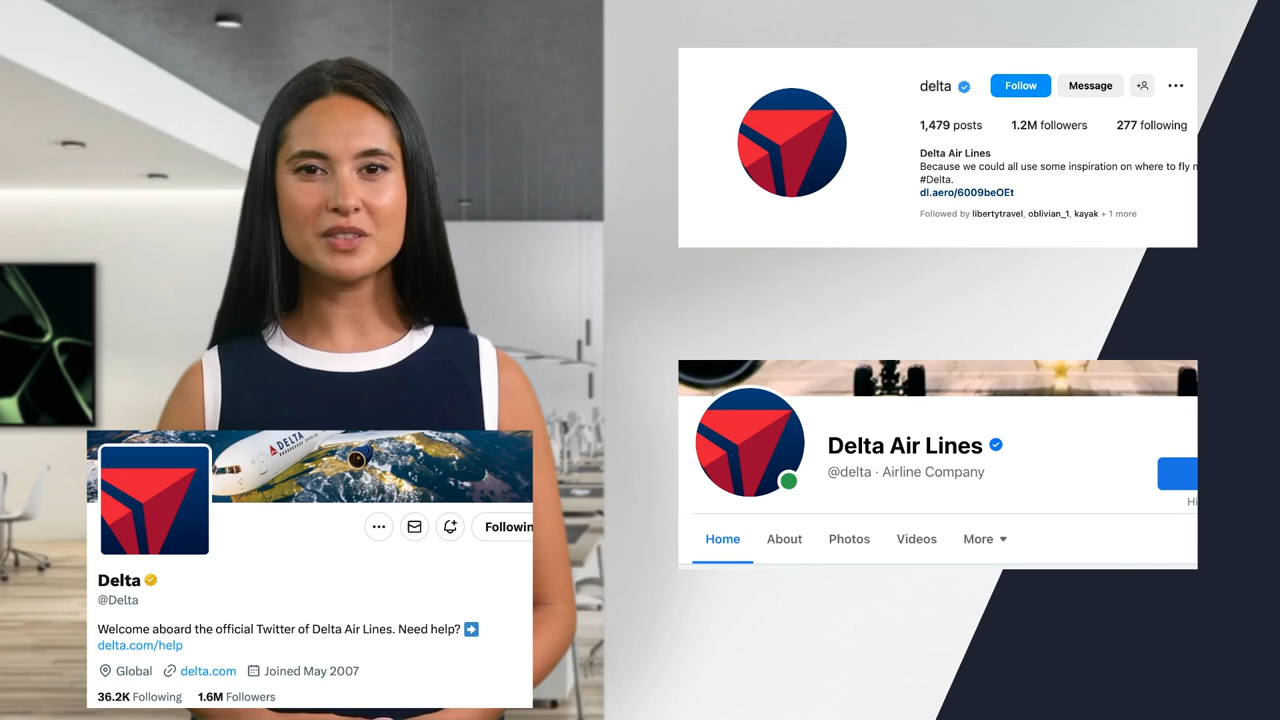 delta
Follow
Message
1,479 posts 1.2M followers 277 following
Delta Air Lines
Because we could all use some inspiration on where to fly
#Delta.
dl.aero/6009beOEt
Followed by libertytravel, oblivian_1, kayak + 1 more
Delta Air Lines
@delta · Airline Company
Hi
Home About Photos Videos More
DELTA
Followin
Delta
@Delta
Welcome aboard the official Twitter of Delta Air Lines. Need help? ➡
delta.com/help
Global delta.com Joined May 2007
36.2K Following 1.6M Followers